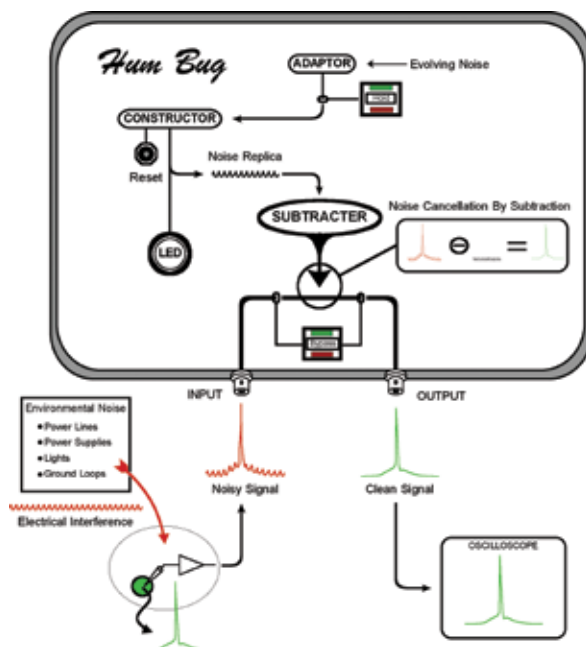 Hum Bug
ADAPTOR
Evolving Noise
CONSTRUCTOR
Reset
Noise Replica
LED
SUBTRACTER
Noise Cancellation By Subtraction
INPUT
OUTPUT
Environmental Noise
Power Lines
Power Supplies
Lights
Ground Loops
Electrical Interference
Noisy Signal
Clean Signal
OSCILLOSCOPE